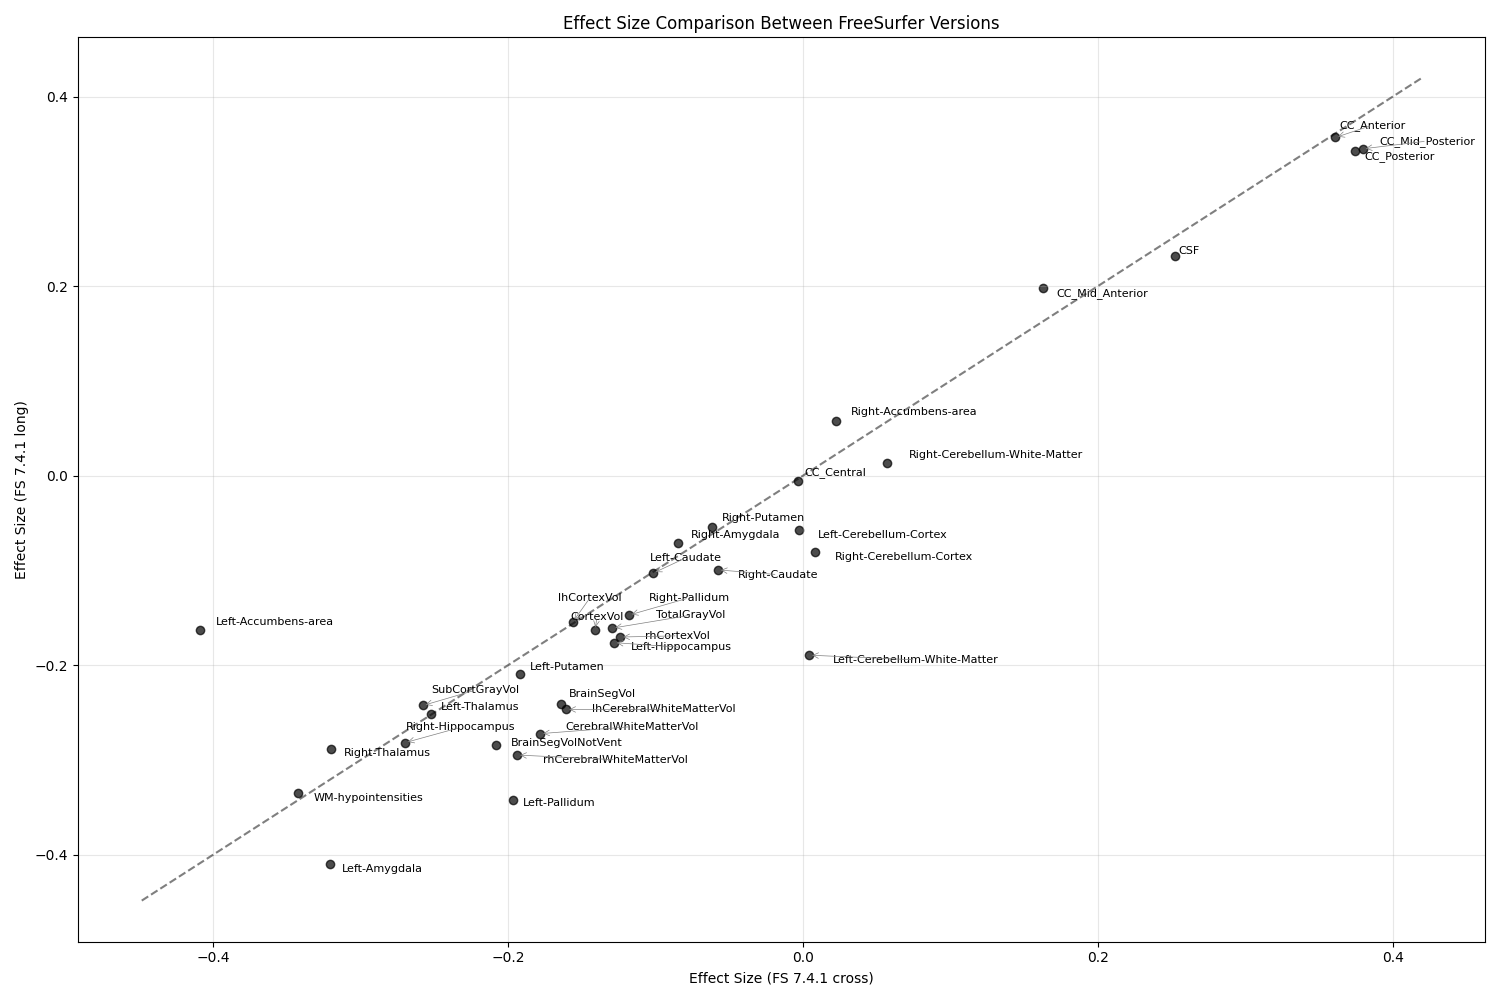 Effect Size Comparison Between FreeSurfer Versions
Effect Size (FS 7.4.1 long)
0.4
0.2
0.0
−0.2
−0.4
CC_Anterior
CC_Mid_Posterior
CC_Posterior
CSF
CC_Mid_Anterior
Right-Accumbens-area
Right-Cerebellum-White-Matter
CC_Central
Right-Putamen
Right-Amygdala
Left-Cerebellum-Cortex
Left-Caudate
Right-Cerebellum-Cortex
Right-Caudate
lhCortexVol
Right-Pallidum
CortexVol
TotalGrayVol
Left-Accumbens-area
rhCortexVol
Left-Hippocampus
Left-Cerebellum-White-Matter
Left-Putamen
SubCortGrayVol
BrainSegVol
Left-Thalamus
lhCerebralWhiteMatterVol
Right-Hippocampus
CerebralWhiteMatterVol
BrainSegVolNotVent
Right-Thalamus
rhCerebralWhiteMatterVol
WM-hypointensities
Left-Pallidum
Left-Amygdala
−0.4
−0.2
0.0
0.2
0.4
Effect Size (FS 7.4.1 cross)